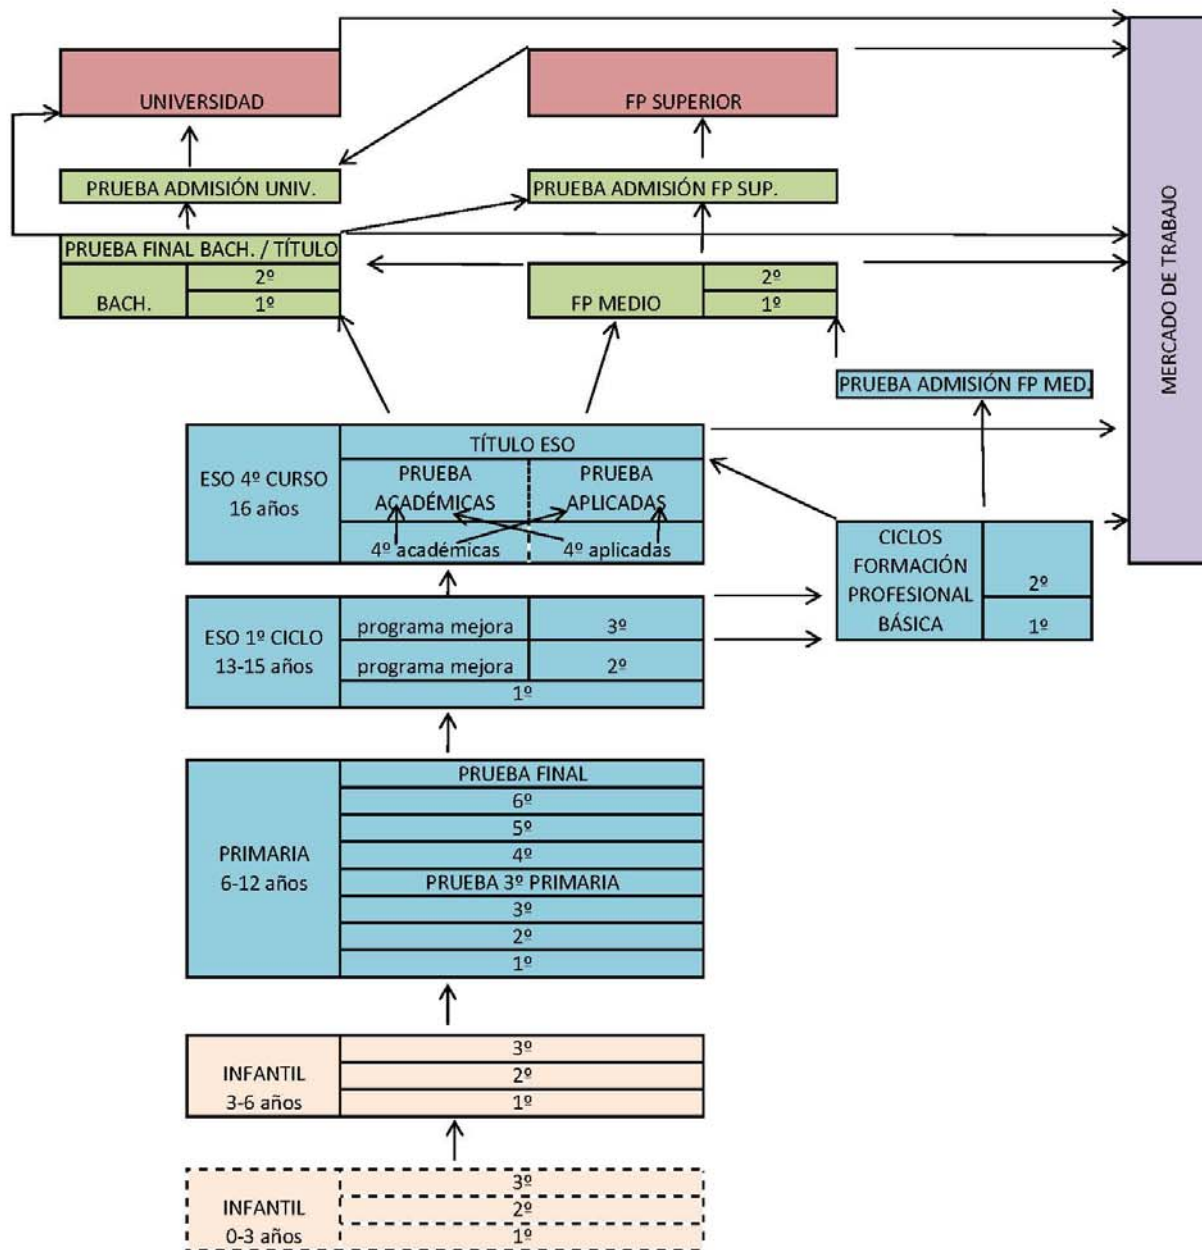 UNIVERSIDAD
FP SUPERIOR
PRUEBA ADMISIÓN UNIV.
PRUEBA ADMISIÓN FP SUP.
PRUEBA FINAL BACH. / TÍTULO
BACH.
2º
1º
FP MEDIO
2º
1º
MERCADO DE TRABAJO
PRUEBA ADMISIÓN FP MED.
ESO 4º CURSO
16 años
TÍTULO ESO
PRUEBA
ACADÉMICAS
PRUEBA
APLICADAS
4º académicas
4º aplicadas
CICLOS
FORMACIÓN
PROFESIONAL
BÁSICA
2º
1º
ESO 1º CICLO
13-15 años
programa mejora
3º
programa mejora
2º
1º
PRIMARIA
6-12 años
PRUEBA FINAL
6º
5º
4º
PRUEBA 3º PRIMARIA
3º
2º
1º
INFANTIL
3-6 años
3º
2º
1º
INFANTIL
0-3 años
3º
2º
1º